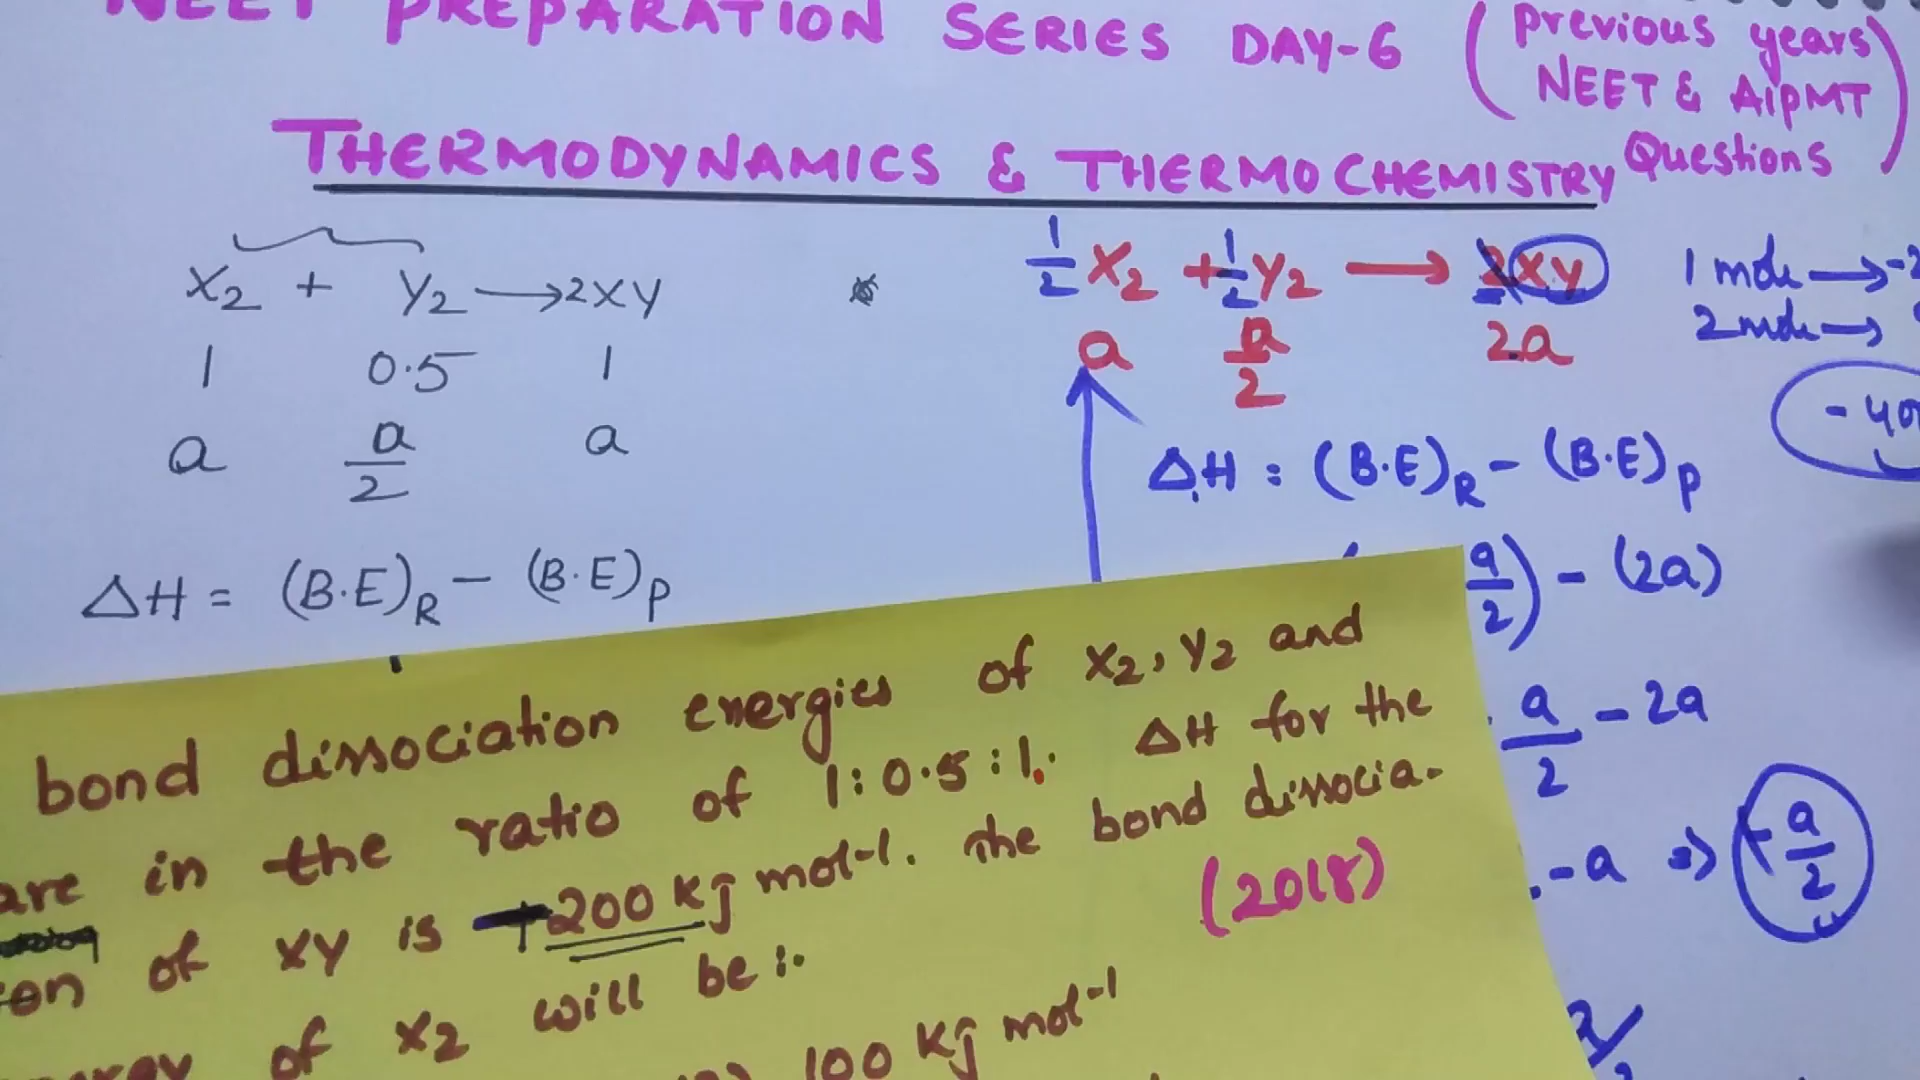 NEET PREPARATION SERIES DAY-6 (previous years
NEET & AIPMT
Questions)
THERMODYNAMICS & THERMOCHEMISTRY
X2 + Y2 → 2XY
1 0.5 1
a a/2 a
ΔH = (B.E)R - (B.E)P
1/2 X2 + 1/2 Y2 → 2XY
a a/2 2a
1 mole → -2
2 mole →
- 40
ΔH = (B.E)R - (B.E)P
a/2) - (2a)
a/2 - 2a
- a ⇒ - a/2
bond dissociation energies of X2, Y2 and
are in the ratio of 1:0.5:1. ΔH for the
of XY is -200 KJ mol-1. The bond dissocia-
of X2 will be :-
(2018)
100 KJ mol-1